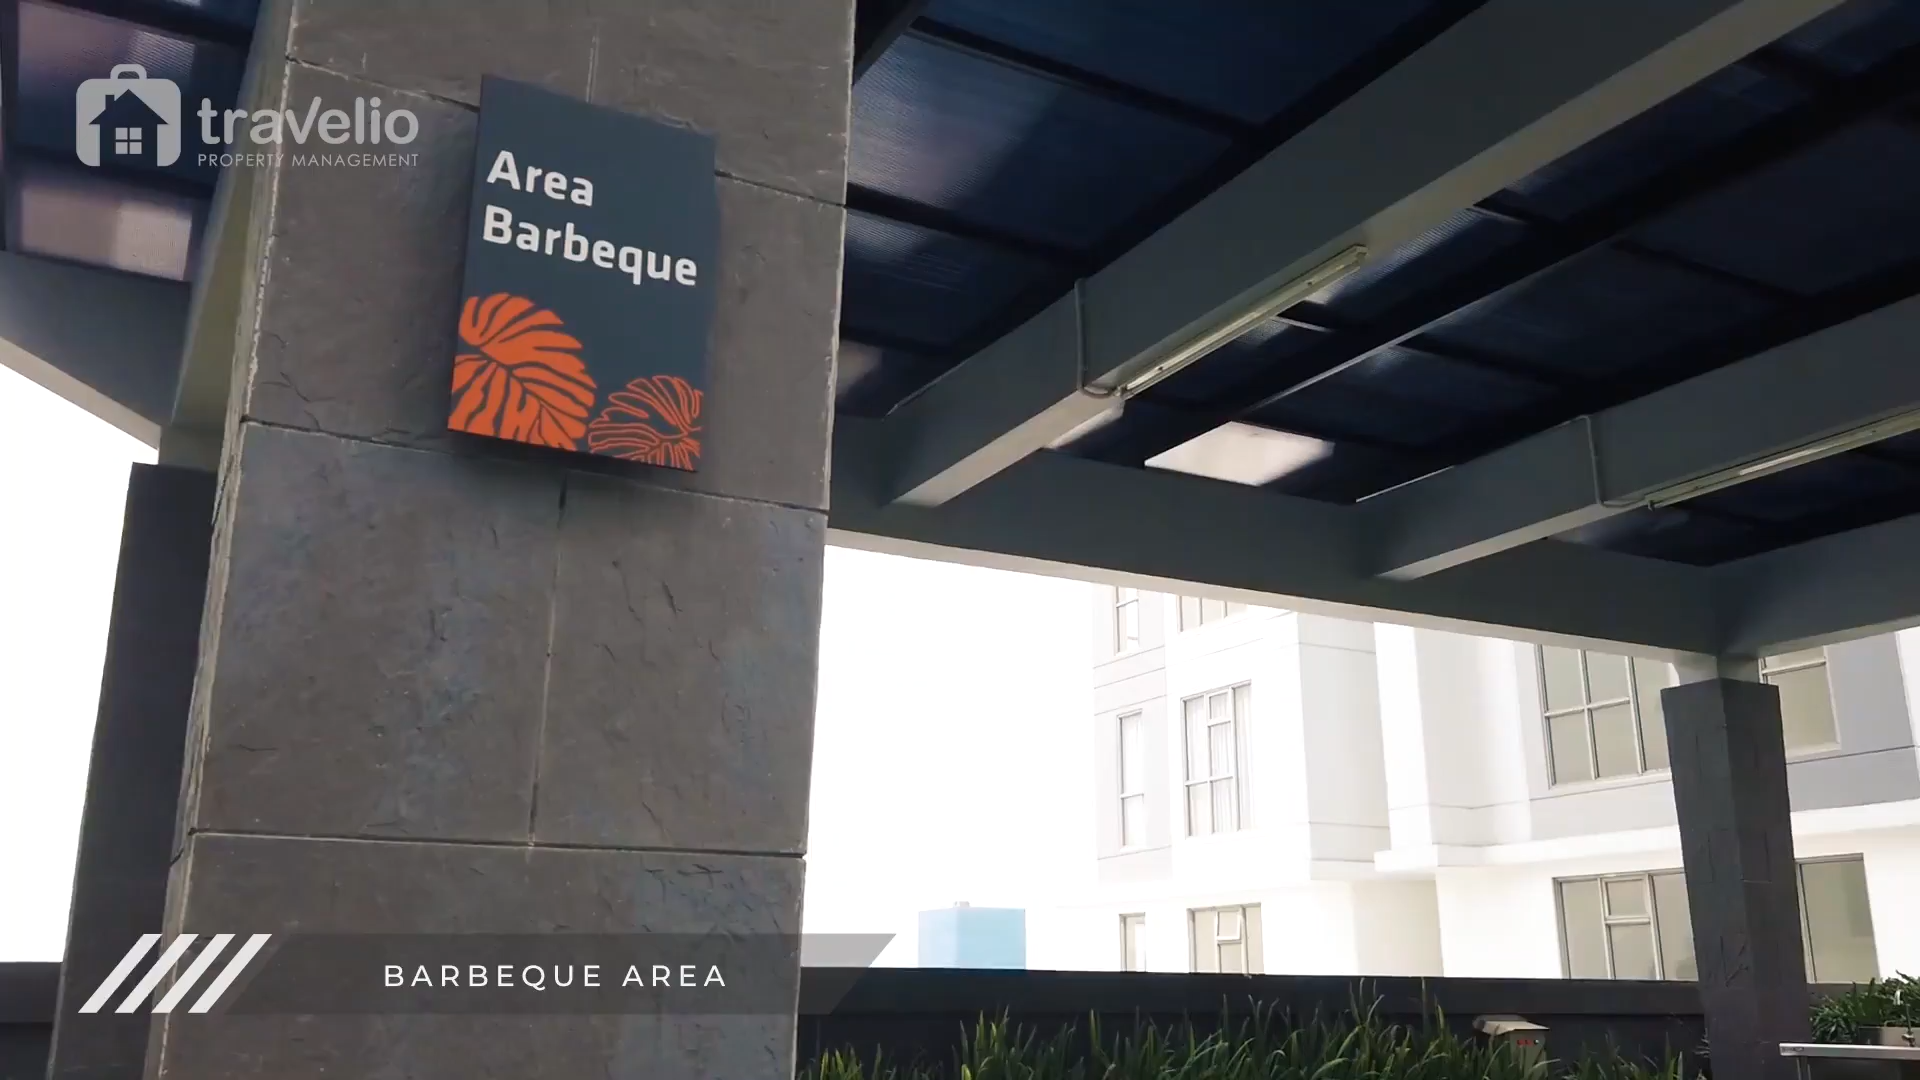 travelio
PROPERTY MANAGEMENT
Area
Barbeque
BARBEQUE AREA